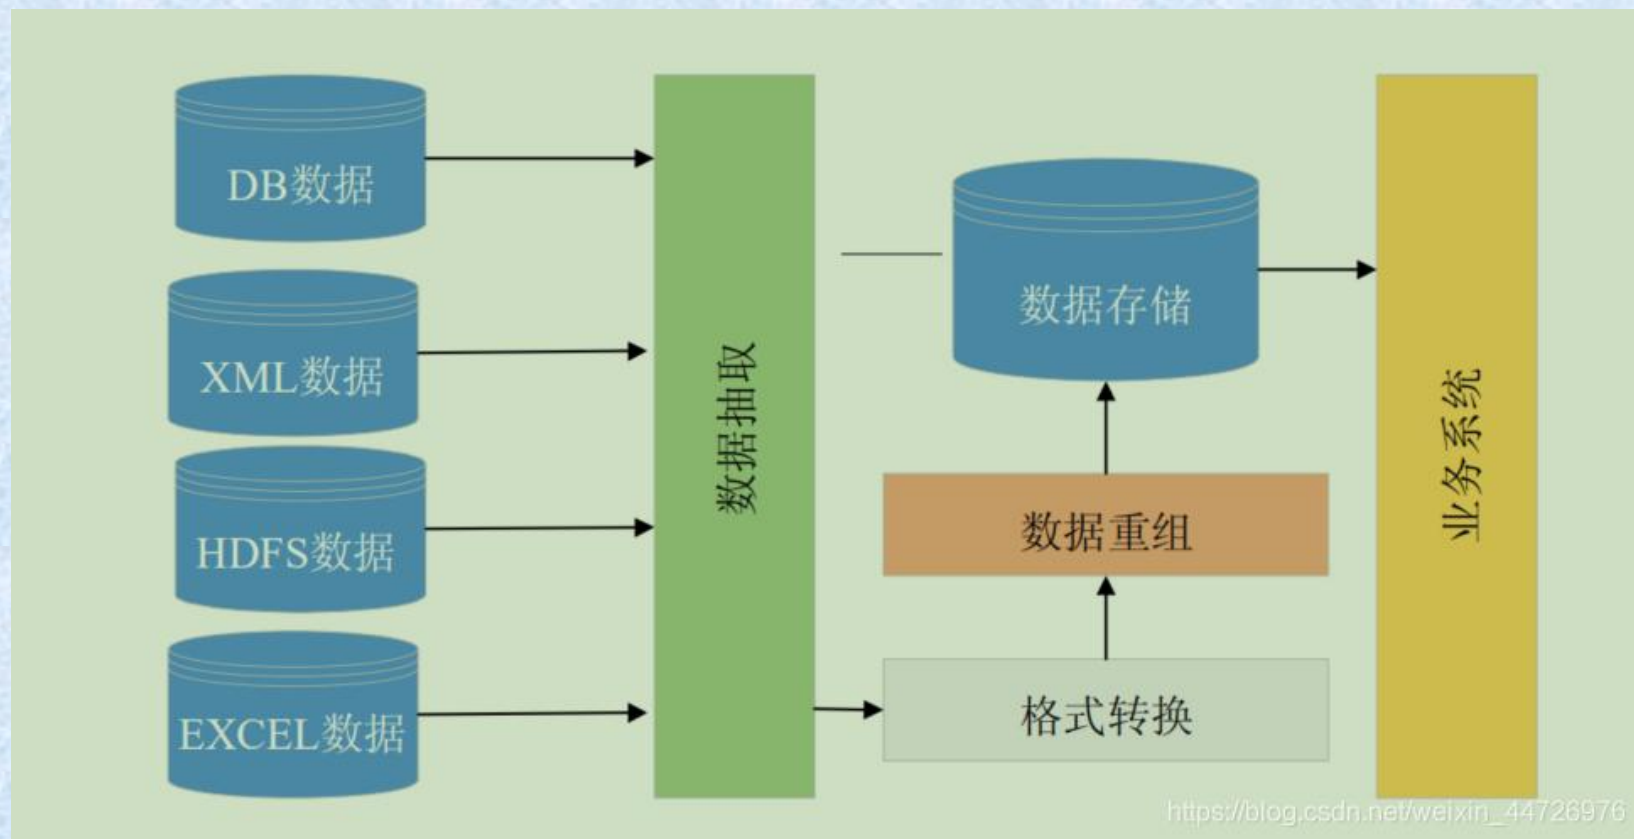 DB数据
XML数据
HDFS数据
EXCEL数据
数据抽取
数据存储
数据重组
格式转换
业务系统
https://blog.csdn.net/weixin_44726976